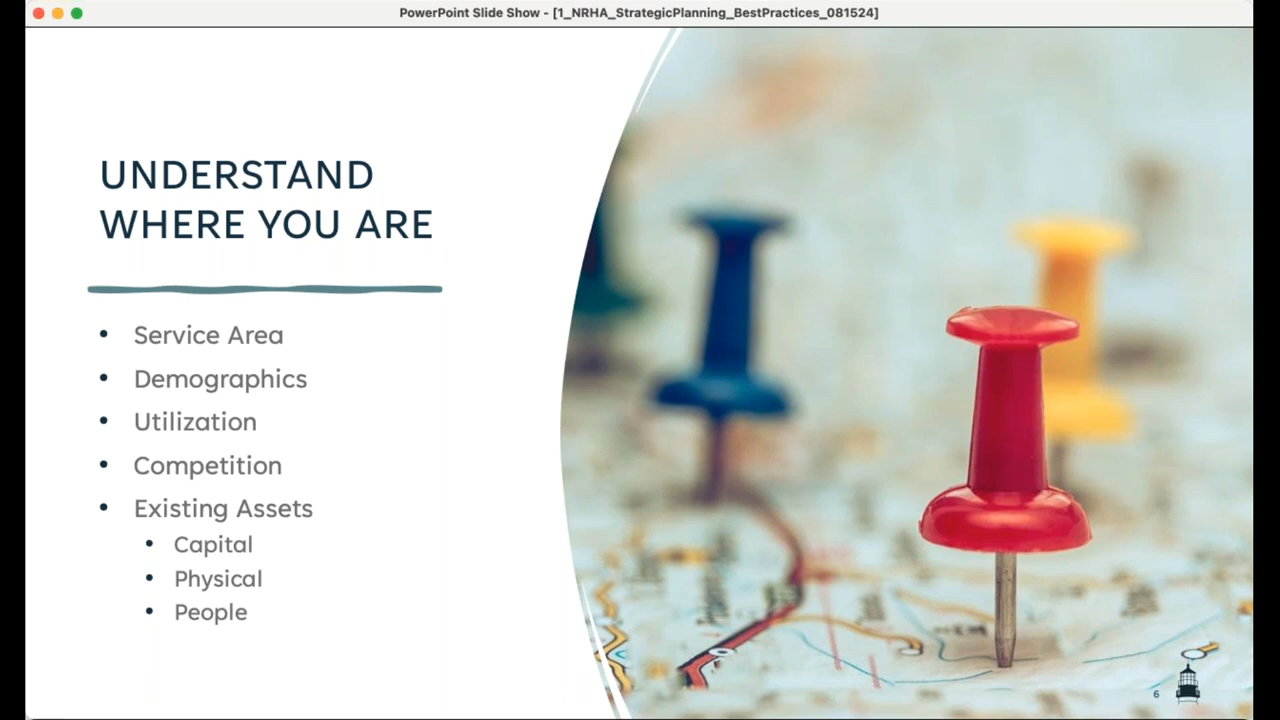 PowerPoint Slide Show - [1_NRHA_StrategicPlanning_BestPractices_081524]
UNDERSTAND
WHERE YOU ARE
• Service Area
• Demographics
• Utilization
• Competition
• Existing Assets
• Capital
• Physical
• People
6